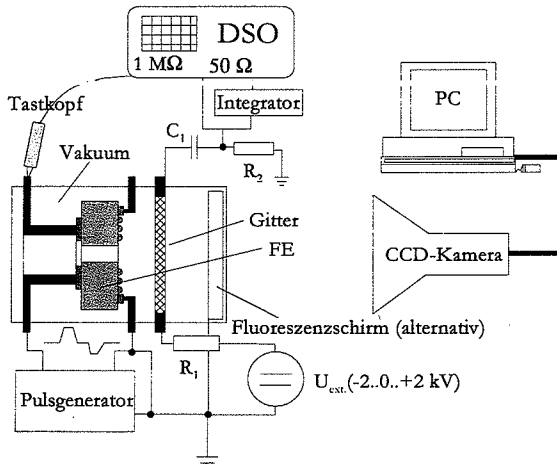 DSO
1 MΩ 50 Ω
Integrator
Tastkopf
PC
C1
Vakuum
R2
Gitter
FE
CCD-Kamera
Fluoreszenzschirm (alternativ)
R1
Uext.(-2..0..+2 kV)
Pulsgenerator